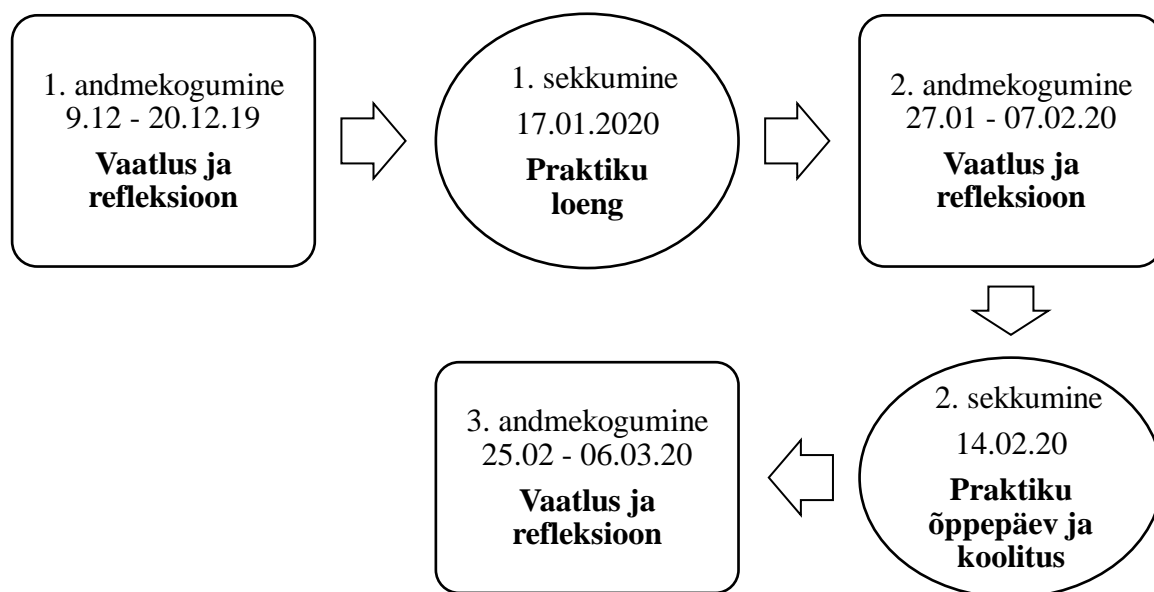 1. andmekogumine
9.12 - 20.12.19
Vaatlus ja
refleksioon
1. sekkumine
17.01.2020
Praktiku
loeng
2. andmekogumine
27.01 - 07.02.20
Vaatlus ja
refleksioon
2. sekkumine
14.02.20
Praktiku
õppepäev ja
koolitus
3. andmekogumine
25.02 - 06.03.20
Vaatlus ja
refleksioon